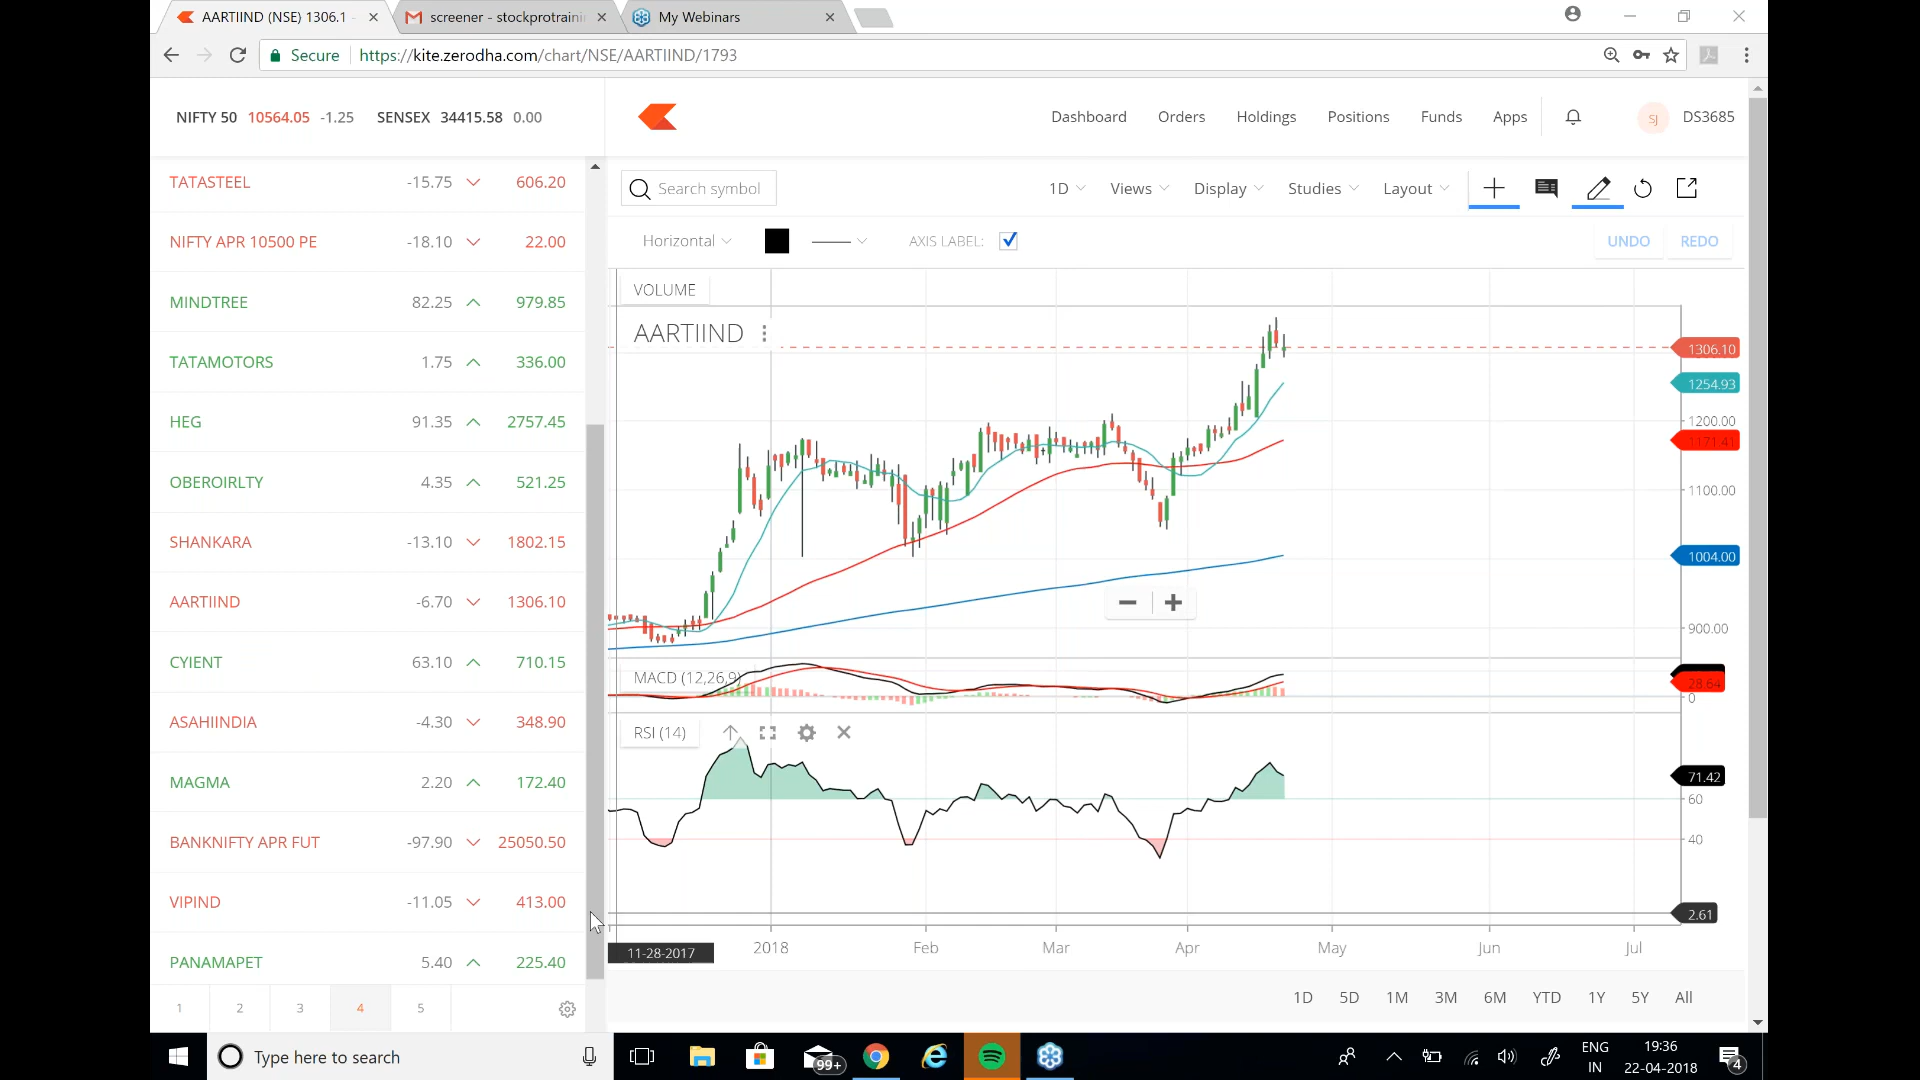 AARTIIND (NSE) 1306.1
screener - stockprotraini
My Webinars
Secure
https://kite.zerodha.com/chart/NSE/AARTIIND/1793
NIFTY 50 10564.05 -1.25 SENSEX 34415.58 0.00
Dashboard Orders Holdings Positions Funds Apps
SJ DS3685
TATASTEEL -15.75 606.20
NIFTY APR 10500 PE -18.10 22.00
MINDTREE 82.25 979.85
TATAMOTORS 1.75 336.00
HEG 91.35 2757.45
OBEROIRLTY 4.35 521.25
SHANKARA -13.10 1802.15
AARTIIND -6.70 1306.10
CYIENT 63.10 710.15
ASAHIINDIA -4.30 348.90
MAGMA 2.20 172.40
BANKNIFTY APR FUT -97.90 25050.50
VIPIND -11.05 413.00
PANAMAPET 5.40 225.40
1 2 3 4 5
Search symbol
1D Views Display Studies Layout
Horizontal
AXIS LABEL:
UNDO REDO
VOLUME
AARTIIND
1306.10
1254.93
1200.00
1171.41
1100.00
1004.00
900.00
MACD (12,26,9)
28.64
0
RSI (14)
71.42
60
40
2.61
11-28-2017
2018 Feb Mar Apr May Jun Jul
1D 5D 1M 3M 6M YTD 1Y 5Y All
Type here to search
99+
ENG
IN
19:36
22-04-2018
4